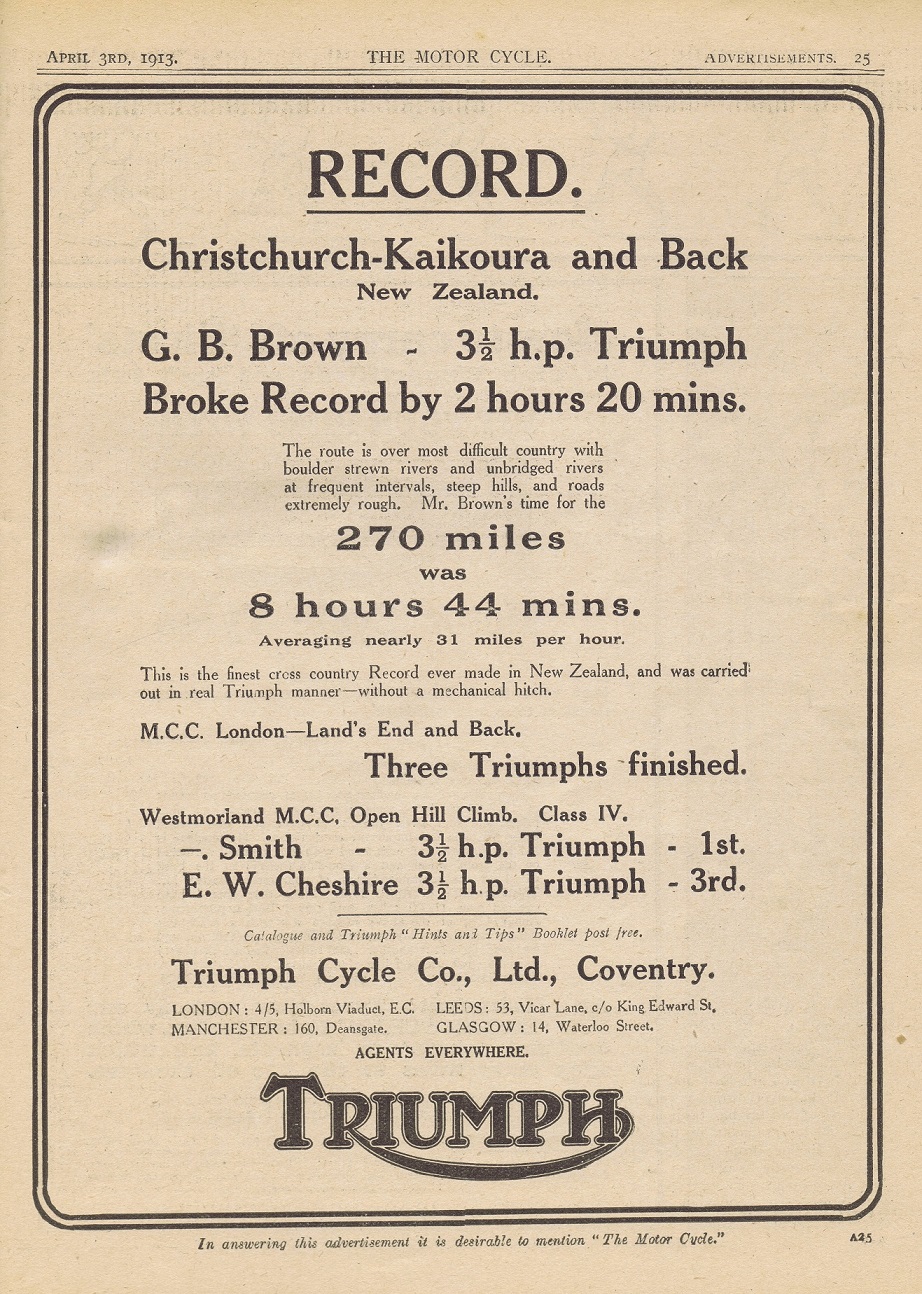 APRIL 3RD, 1913. THE MOTOR CYCLE. ADVERTISEMENTS. 25
RECORD.
Christchurch-Kaikoura and Back
New Zealand.
G. B. Brown - 3½ h.p. Triumph
Broke Record by 2 hours 20 mins.
The route is over most difficult country with
boulder strewn rivers and unbridged rivers
at frequent intervals, steep hills, and roads
extremely rough. Mr. Brown's time for the
270 miles
was
8 hours 44 mins.
Averaging nearly 31 miles per hour.
This is the finest cross country Record ever made in New Zealand, and was carried
out in real Triumph manner—without a mechanical hitch.
M.C.C. London—Land's End and Back.
Three Triumphs finished.
Westmorland M.C.C, Open Hill Climb. Class IV.
—. Smith - 3½ h.p. Triumph - 1st.
E. W. Cheshire 3½ h.p. Triumph - 3rd.
Catalogue and Triumph "Hints and Tips" Booklet post free.
Triumph Cycle Co., Ltd., Coventry.
LONDON : 4/5, Holborn Viaduct, E.C. LEEDS : 53, Vicar Lane, c/o King Edward St,
MANCHESTER : 160, Deansgate. GLASGOW : 14, Waterloo Street.
AGENTS EVERYWHERE.
TRIUMPH
In answering this advertisement it is desirable to mention "The Motor Cycle." A25